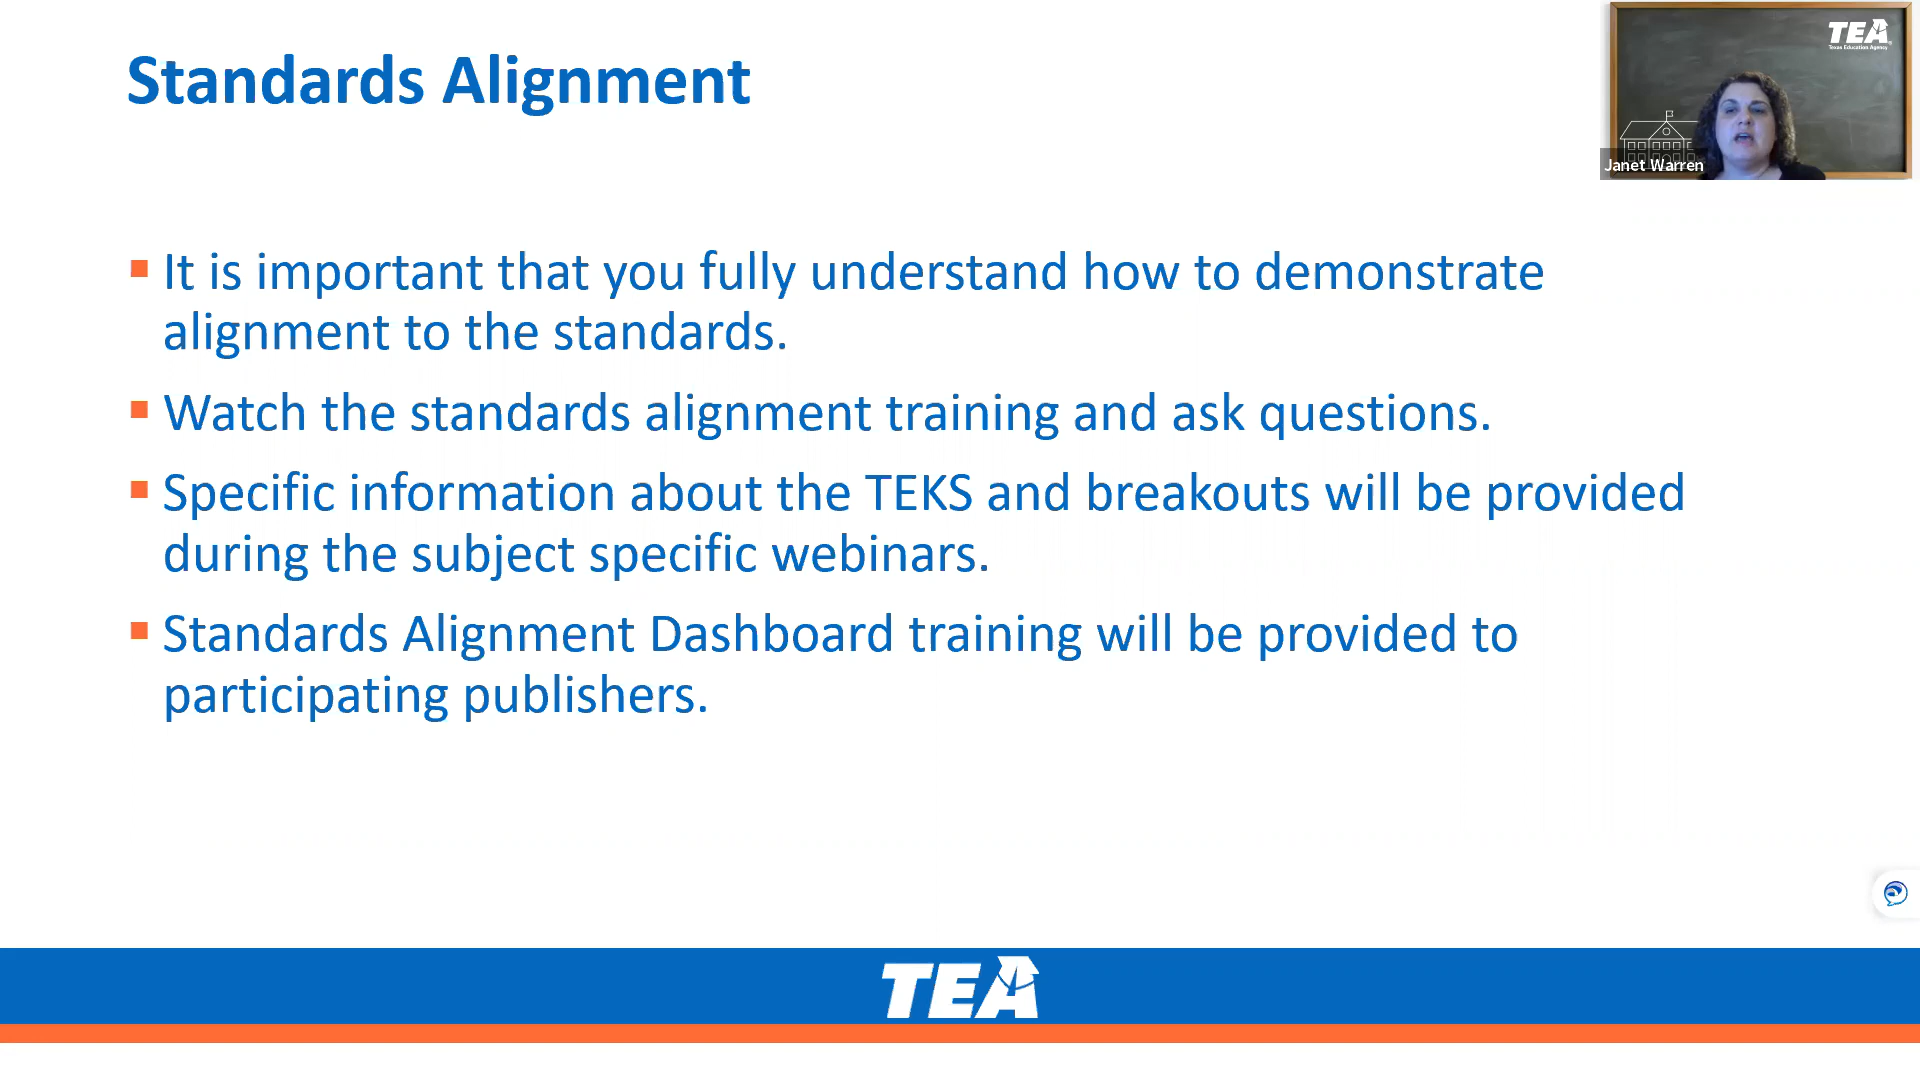 Standards Alignment
TEA
Texas Education Agency
Janet Warren
It is important that you fully understand how to demonstrate
alignment to the standards.
Watch the standards alignment training and ask questions.
Specific information about the TEKS and breakouts will be provided
during the subject specific webinars.
Standards Alignment Dashboard training will be provided to
participating publishers.
TEA